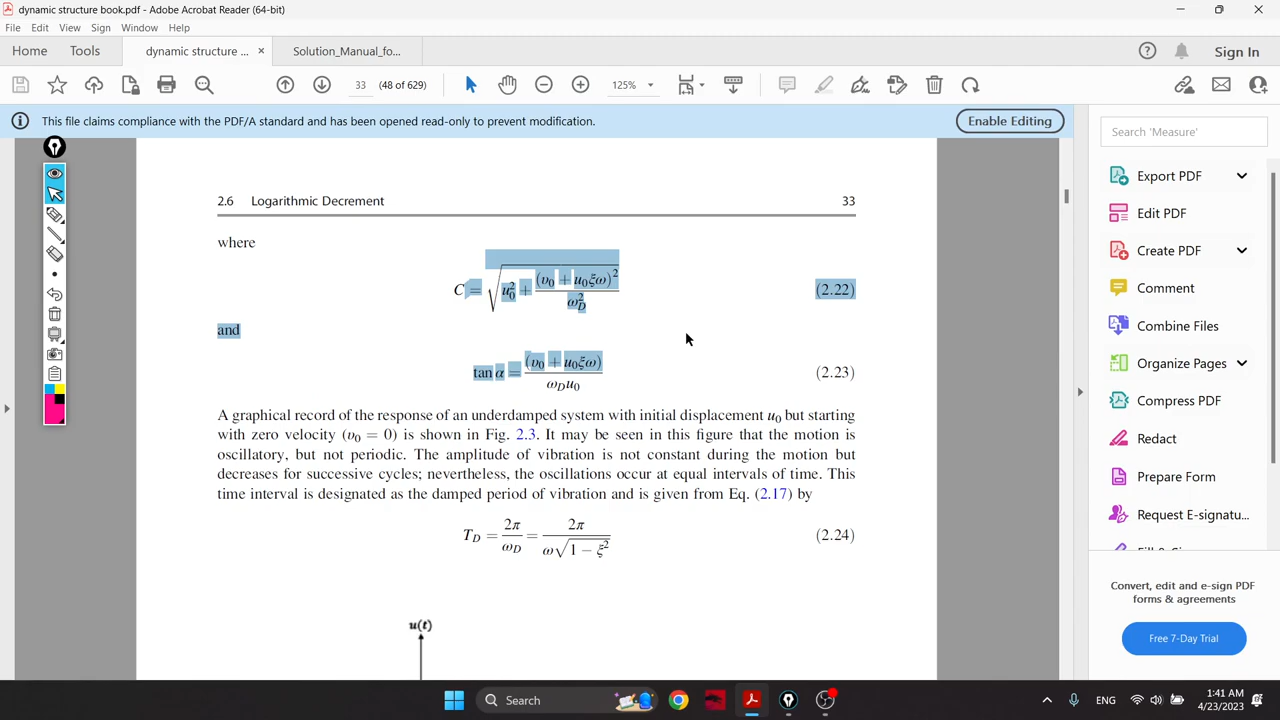 dynamic structure book.pdf - Adobe Acrobat Reader (64-bit)
File Edit View Sign Window Help
Home Tools dynamic structure ... × Solution_Manual_fo... Sign In
33 (48 of 629) 125%
This file claims compliance with the PDF/A standard and has been opened read-only to prevent modification. Enable Editing
2.6 Logarithmic Decrement 33
where
C = √(u₀² + (υ₀ + u₀ξω)² / ω_D²) (2.22)
and
tan α = (υ₀ + u₀ξω) / ω_D u₀ (2.23)
A graphical record of the response of an underdamped system with initial displacement u₀ but starting
with zero velocity (υ₀ = 0) is shown in Fig. 2.3. It may be seen in this figure that the motion is
oscillatory, but not periodic. The amplitude of vibration is not constant during the motion but
decreases for successive cycles; nevertheless, the oscillations occur at equal intervals of time. This
time interval is designated as the damped period of vibration and is given from Eq. (2.17) by
T_D = 2π / ω_D = 2π / ω√(1 − ξ²) (2.24)
u(t)
Search 'Measure'
Export PDF
Edit PDF
Create PDF
Comment
Combine Files
Organize Pages
Compress PDF
Redact
Prepare Form
Request E-signatu...
Convert, edit and e-sign PDF
forms & agreements
Free 7-Day Trial
Search
ENG
1:41 AM
4/23/2023